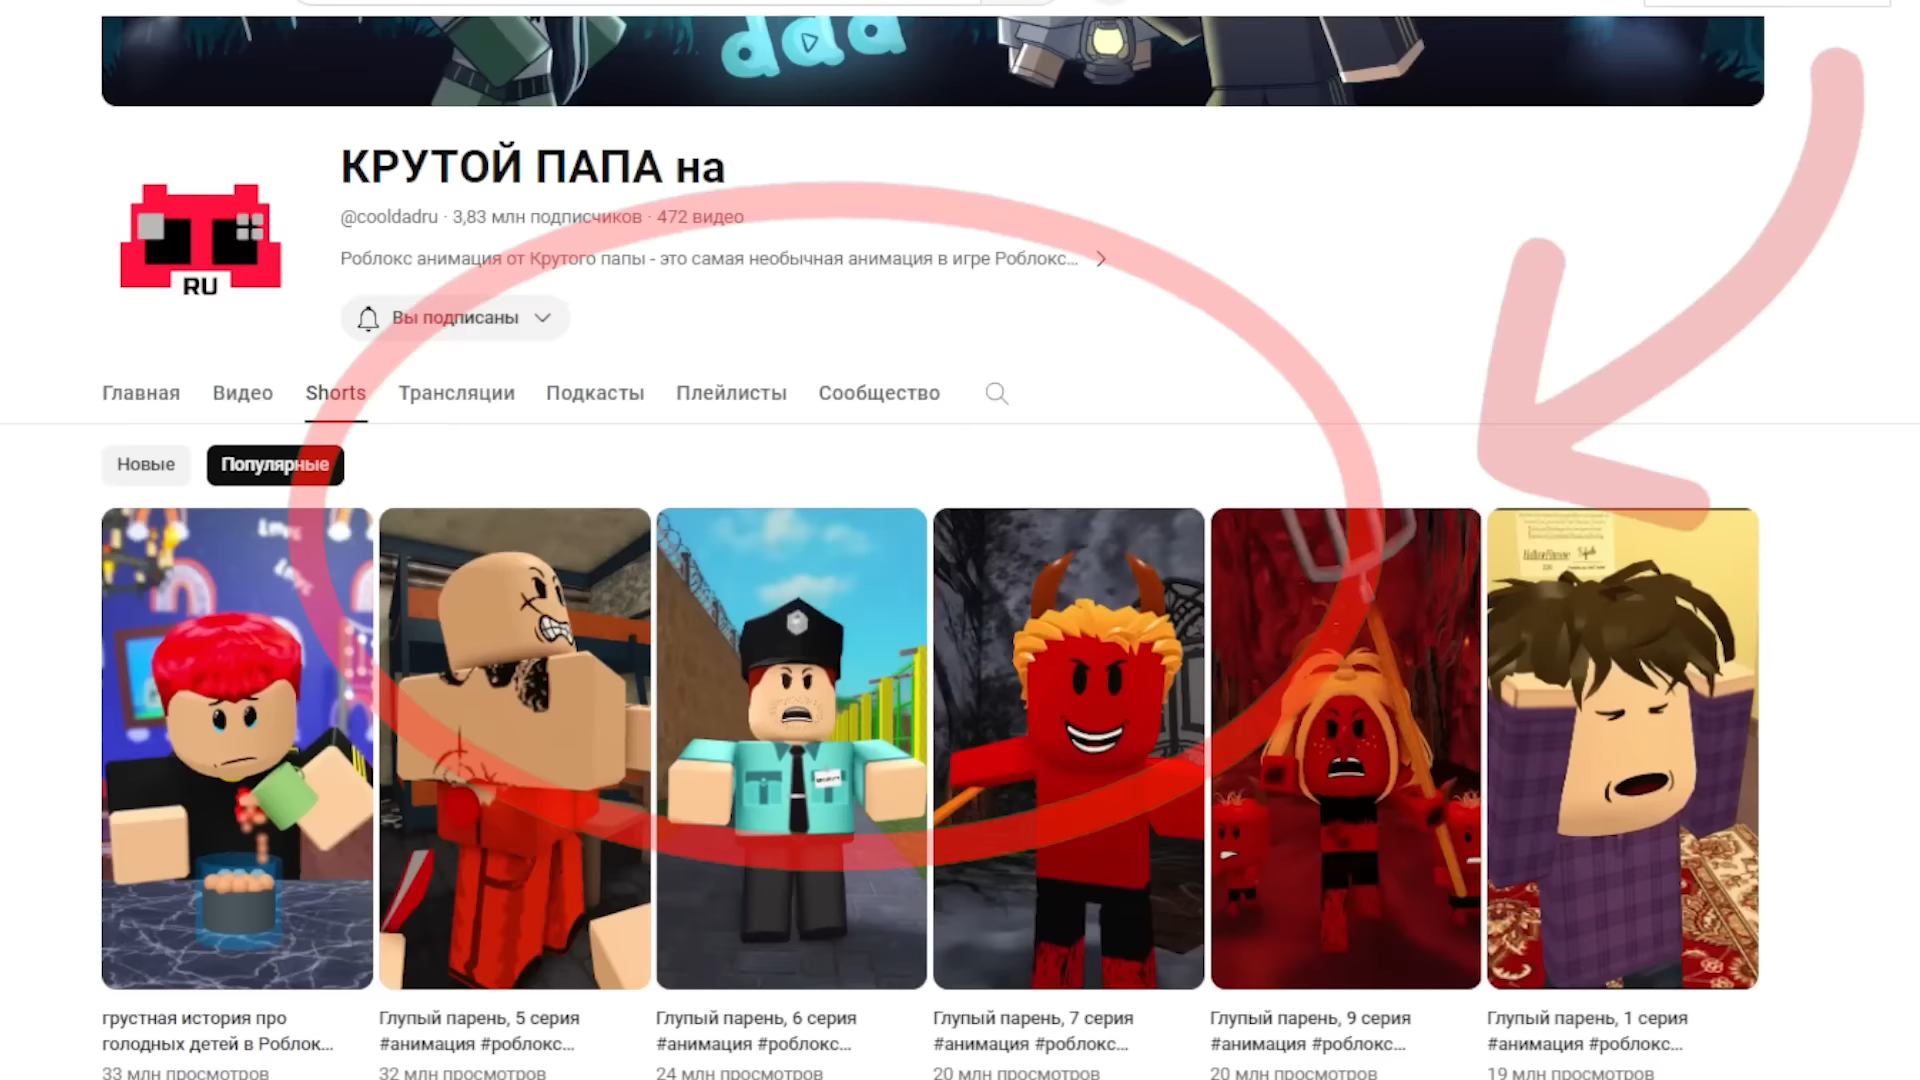 dda
КРУТОЙ ПАПА на
@cooldadru · 3,83 млн подписчиков · 472 видео
Роблокс анимация от Крутого папы - это самая необычная анимация в игре Роблокс...
RU
Вы подписаны
Главная Видео Shorts Трансляции Подкасты Плейлисты Сообщество
Новые Популярные
грустная история про
голодных детей в Роблок...
33 млн просмотров
Глупый парень, 5 серия
#анимация #роблокс...
32 млн просмотров
Глупый парень, 6 серия
#анимация #роблокс...
24 млн просмотров
Глупый парень, 7 серия
#анимация #роблокс...
20 млн просмотров
Глупый парень, 9 серия
#анимация #роблокс...
20 млн просмотров
Глупый парень, 1 серия
#анимация #роблокс...
19 млн просмотров